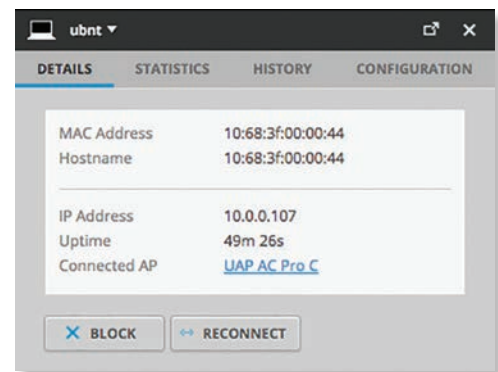 ubnt
DETAILS STATISTICS HISTORY CONFIGURATION
MAC Address 10:68:3f:00:00:44
Hostname 10:68:3f:00:00:44
IP Address 10.0.0.107
Uptime 49m 26s
Connected AP UAP AC Pro C
BLOCK RECONNECT